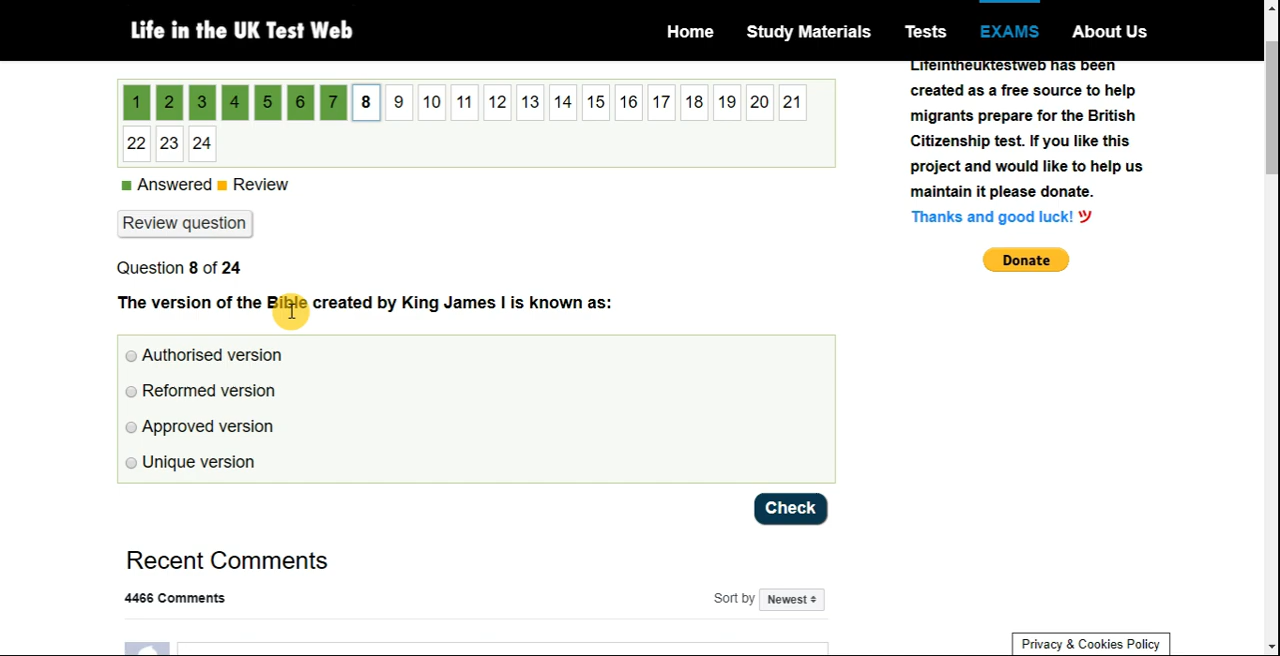 Life in the UK Test Web
Home Study Materials Tests EXAMS About Us
Lifeintheuktestweb has been
created as a free source to help
migrants prepare for the British
Citizenship test. If you like this
project and would like to help us
maintain it please donate.
Thanks and good luck! ツ
Donate
1 2 3 4 5 6 7 8 9 10 11 12 13 14 15 16 17 18 19 20 21
22 23 24
Answered Review
Review question
Question 8 of 24
The version of the Bible created by King James I is known as:
Authorised version
Reformed version
Approved version
Unique version
Check
Recent Comments
4466 Comments
Sort by Newest
Privacy & Cookies Policy